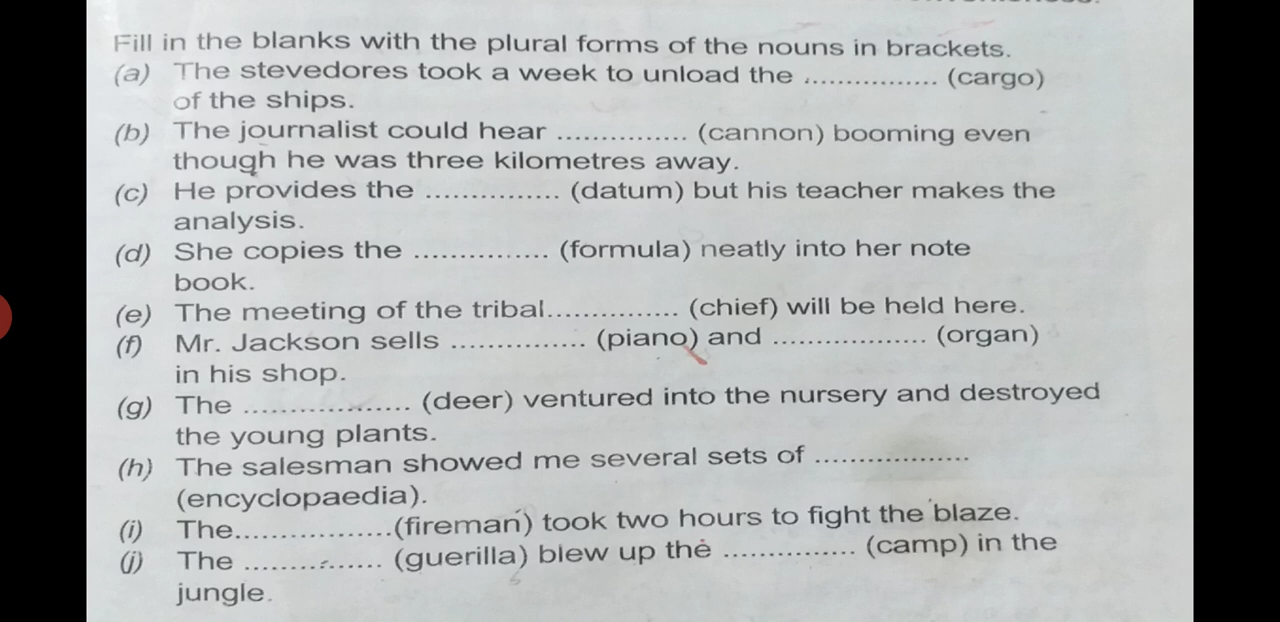 Fill in the blanks with the plural forms of the nouns in brackets.
(a) The stevedores took a week to unload the ................ (cargo)
of the ships.
(b) The journalist could hear ............... (cannon) booming even
though he was three kilometres away.
(c) He provides the ............... (datum) but his teacher makes the
analysis.
(d) She copies the ............... (formula) neatly into her note
book.
(e) The meeting of the tribal............... (chief) will be held here.
(f) Mr. Jackson sells ............... (piano) and .................. (organ)
in his shop.
(g) The ................... (deer) ventured into the nursery and destroyed
the young plants.
(h) The salesman showed me several sets of ..................
(encyclopaedia).
(i) The..................(fireman) took two hours to fight the blaze.
(j) The ................ (guerilla) blew up the ............... (camp) in the
jungle.